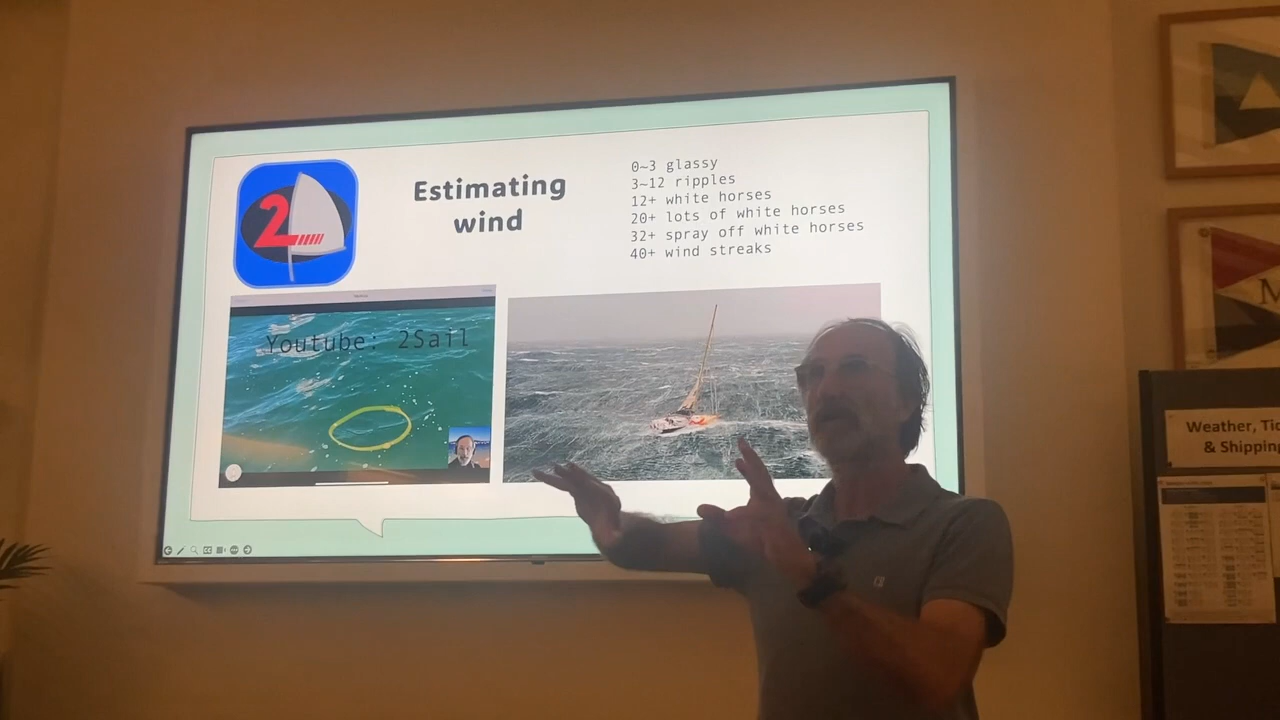 2
Estimating
wind
0~3 glassy
3~12 ripples
12+ white horses
20+ lots of white horses
32+ spray off white horses
40+ wind streaks
Youtube: 2Sail
M
Weather,
& Shipping